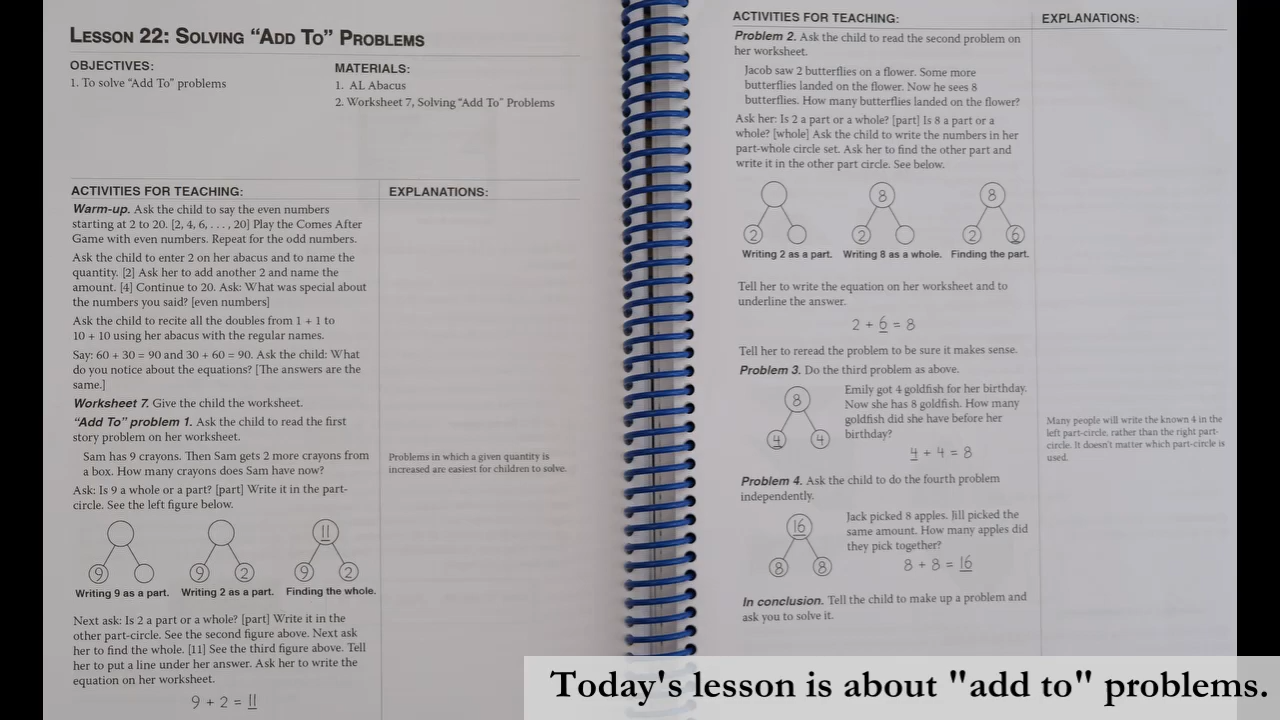 LESSON 22: SOLVING “ADD TO” PROBLEMS
OBJECTIVES:
1. To solve “Add To” problems
MATERIALS:
1. AL Abacus
2. Worksheet 7, Solving “Add To” Problems
ACTIVITIES FOR TEACHING:
EXPLANATIONS:
Warm-up. Ask the child to say the even numbers
starting at 2 to 20. [2, 4, 6, . . . , 20] Play the Comes After
Game with even numbers. Repeat for the odd numbers.
Ask the child to enter 2 on her abacus and to name the
quantity. [2] Ask her to add another 2 and name the
amount. [4] Continue to 20. Ask: What was special about
the numbers you said? [even numbers]
Ask the child to recite all the doubles from 1 + 1 to
10 + 10 using her abacus with the regular names.
Say: 60 + 30 = 90 and 30 + 60 = 90. Ask the child: What
do you notice about the equations? [The answers are the
same.]
Worksheet 7. Give the child the worksheet.
“Add To” problem 1. Ask the child to read the first
story problem on her worksheet.
Sam has 9 crayons. Then Sam gets 2 more crayons from
a box. How many crayons does Sam have now?
Problems in which a given quantity is
increased are easiest for children to solve.
Ask: Is 9 a whole or a part? [part] Write it in the part-
circle. See the left figure below.
11
9 9 2 9 2
Writing 9 as a part. Writing 2 as a part. Finding the whole.
Next ask: Is 2 a part or a whole? [part] Write it in the
other part-circle. See the second figure above. Next ask
her to find the whole. [11] See the third figure above. Tell
her to put a line under her answer. Ask her to write the
equation on her worksheet.
9 + 2 = 11
ACTIVITIES FOR TEACHING:
EXPLANATIONS:
Problem 2. Ask the child to read the second problem on
her worksheet.
Jacob saw 2 butterflies on a flower. Some more
butterflies landed on the flower. Now he sees 8
butterflies. How many butterflies landed on the flower?
Ask her: Is 2 a part or a whole? [part] Is 8 a part or a
whole? [whole] Ask the child to write the numbers in her
part-whole circle set. Ask her to find the other part and
write it in the other part circle. See below.
8 8
2 2 2 6
Writing 2 as a part. Writing 8 as a whole. Finding the part.
Tell her to write the equation on her worksheet and to
underline the answer.
2 + 6 = 8
Tell her to reread the problem to be sure it makes sense.
Problem 3. Do the third problem as above.
8
4 4
Emily got 4 goldfish for her birthday.
Now she has 8 goldfish. How many
goldfish did she have before her
birthday?
4 + 4 = 8
Many people will write the known 4 in the
left part-circle, rather than the right part-
circle. It doesn't matter which part-circle is
used.
Problem 4. Ask the child to do the fourth problem
independently.
16
8 8
Jack picked 8 apples. Jill picked the
same amount. How many apples did
they pick together?
8 + 8 = 16
In conclusion. Tell the child to make up a problem and
ask you to solve it.
Today's lesson is about "add to" problems.